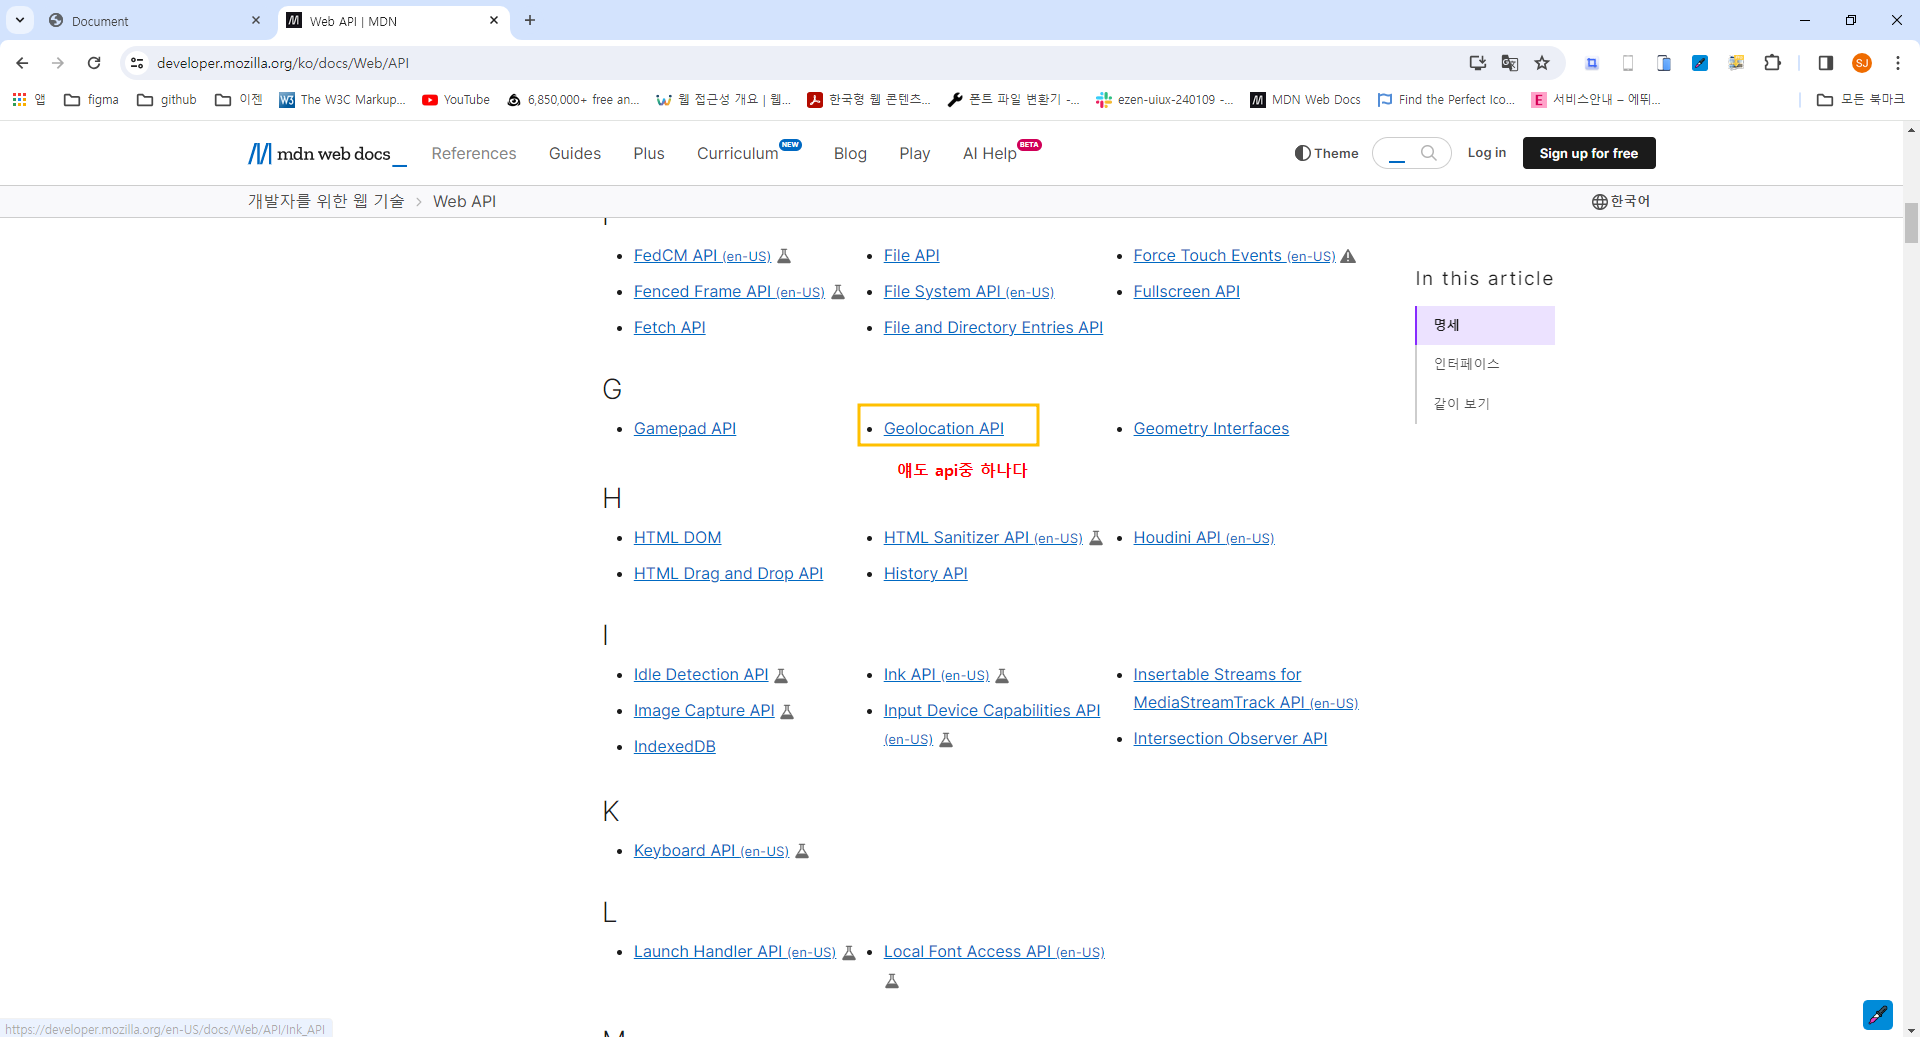 Document
Web API | MDN
developer.mozilla.org/ko/docs/Web/API
SJ
앱
figma
github
이젠
W3 The W3C Markup...
YouTube
6,850,000+ free an...
웹 접근성 개요 | 웹...
한국형 웹 콘텐츠...
폰트 파일 변환기 -...
ezen-uiux-240109 -...
MDN Web Docs
Find the Perfect Ico...
E 서비스안내 – 에뛰...
모든 북마크
mdn web docs_
References
Guides
Plus
Curriculum NEW
Blog
Play
AI Help BETA
Theme
Log in
Sign up for free
개발자를 위한 웹 기술 > Web API
한국어
FedCM API (en-US)
Fenced Frame API (en-US)
Fetch API
File API
File System API (en-US)
File and Directory Entries API
Force Touch Events (en-US)
Fullscreen API
In this article
명세
인터페이스
같이 보기
G
Gamepad API
Geolocation API
Geometry Interfaces
얘도 api중 하나다
H
HTML DOM
HTML Drag and Drop API
HTML Sanitizer API (en-US)
History API
Houdini API (en-US)
I
Idle Detection API
Image Capture API
IndexedDB
Ink API (en-US)
Input Device Capabilities API
(en-US)
Insertable Streams for
MediaStreamTrack API (en-US)
Intersection Observer API
K
Keyboard API (en-US)
L
Launch Handler API (en-US)
Local Font Access API (en-US)
https://developer.mozilla.org/en-US/docs/Web/API/Ink_API